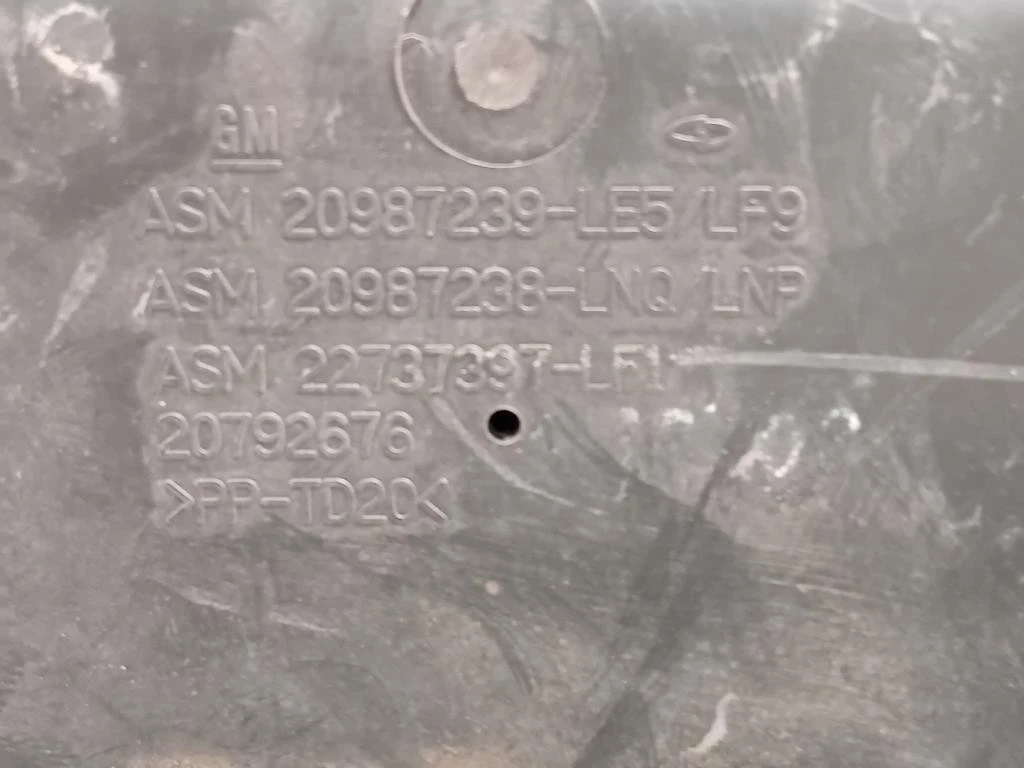 GM
ASM 20987239-LE5/LF9
ASM 20987238-LNQ/LNP
ASM 22737397-LF1
20792676
>PP-TD20<